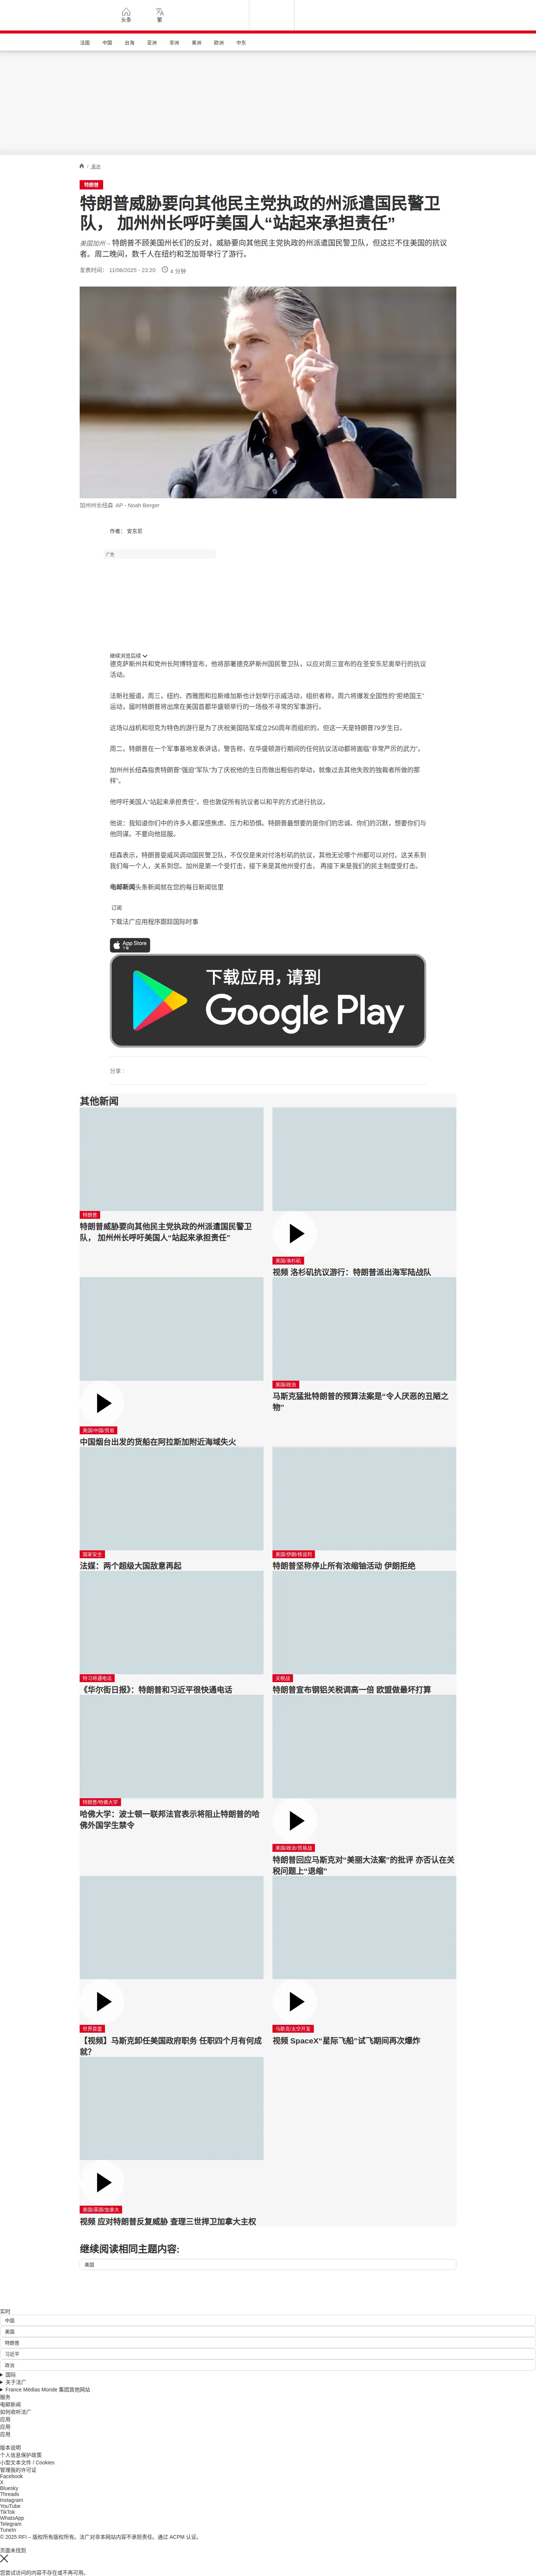 头条
繁
法国 中国 台海 亚洲 非洲 美洲 欧洲 中东
/ 美洲
特朗普
特朗普威胁要向其他民主党执政的州派遣国民警卫
队， 加州州长呼吁美国人“站起来承担责任”
美国加州 – 特朗普不顾美国州长们的反对，威胁要向其他民主党执政的州派遣国民警卫队，但这拦不住美国的抗议
者。周二晚间，数千人在纽约和芝加哥举行了游行。
发表时间： 11/06/2025 - 23:20 4 分钟
加州州长纽森 AP - Noah Berger
作者： 安东尼
广告
继续浏览后续
德克萨斯州共和党州长阿博特宣布，他将部署德克萨斯州国民警卫队，以应对周三宣布的在圣安东尼奥举行的抗议
活动。
法新社报道，周三，纽约、西雅图和拉斯维加斯也计划举行示威活动，组织者称，周六将爆发全国性的“拒绝国王”
运动，届时特朗普将出席在美国首都华盛顿举行的一场极不寻常的军事游行。
这场以战机和坦克为特色的游行是为了庆祝美国陆军成立250周年而组织的，但这一天是特朗普79岁生日。
周二，特朗普在一个军事基地发表讲话，警告称，在华盛顿游行期间的任何抗议活动都将面临“非常严厉的武力”。
加州州长纽森指责特朗普“强迫”军队“为了庆祝他的生日而做出粗俗的举动，就像过去其他失败的独裁者所做的那
样”。
他呼吁美国人“站起来承担责任”，但也敦促所有抗议者以和平的方式进行抗议。
他说：我知道你们中的许多人都深感焦虑、压力和恐惧。特朗普最想要的是你们的忠诚、你们的沉默，想要你们与
他同谋。不要向他屈服。
纽森表示，特朗普耍威风调动国民警卫队，不仅仅是来对付洛杉矶的抗议，其他无论哪个州都可以对付。这关系到
我们每一个人，关系到您。加州是第一个受打击，接下来是其他州受打击， 再接下来是我们的民主制度受打击。
电邮新闻头条新闻就在您的每日新闻信里
订阅
下载法广应用程序跟踪国际时事
App Store
下载
下载应用，请到
Google Play
分享 :
其他新闻
特朗普
特朗普威胁要向其他民主党执政的州派遣国民警卫
队， 加州州长呼吁美国人“站起来承担责任”
美国/洛杉矶
视频 洛杉矶抗议游行：特朗普派出海军陆战队
美国/中国/贸易
中国烟台出发的货船在阿拉斯加附近海域失火
美国/政治
马斯克猛批特朗普的预算法案是“令人厌恶的丑陋之
物”
国家安全
法媒：两个超级大国敌意再起
美国/伊朗/核谈判
特朗普坚称停止所有浓缩铀活动 伊朗拒绝
特习将通电话
《华尔街日报》：特朗普和习近平很快通电话
关税战
特朗普宣布钢铝关税调高一倍 欧盟做最坏打算
特朗普/哈佛大学
哈佛大学：波士顿一联邦法官表示将阻止特朗普的哈
佛外国学生禁令
美国/政治/贸易战
特朗普回应马斯克对“美丽大法案”的批评 亦否认在关
税问题上“退缩”
世界首富
【视频】马斯克卸任美国政府职务 任职四个月有何成
就？
马斯克/太空开发
视频 SpaceX“星际飞船”试飞期间再次爆炸
美国/英国/加拿大
视频 应对特朗普反复威胁 查理三世捍卫加拿大主权
继续阅读相同主题内容:
美国
实时
中国
美国
特朗普
习近平
政治
国际
关于法广
France Médias Monde 集团其他网站
服务
电邮新闻
如何收听法广
应用
应用
应用
版本说明
个人信息保护政策
小型文本文件 / Cookies
管理我的许可证
Facebook
X
Bluesky
Threads
Instagram
YouTube
TikTok
WhatsApp
Telegram
TuneIn
© 2025 RFI – 版权所有版权所有。法广对非本网站内容不承担责任。通过 ACPM 认证。
页面未找到
您尝试访问的内容不存在或不再可用。